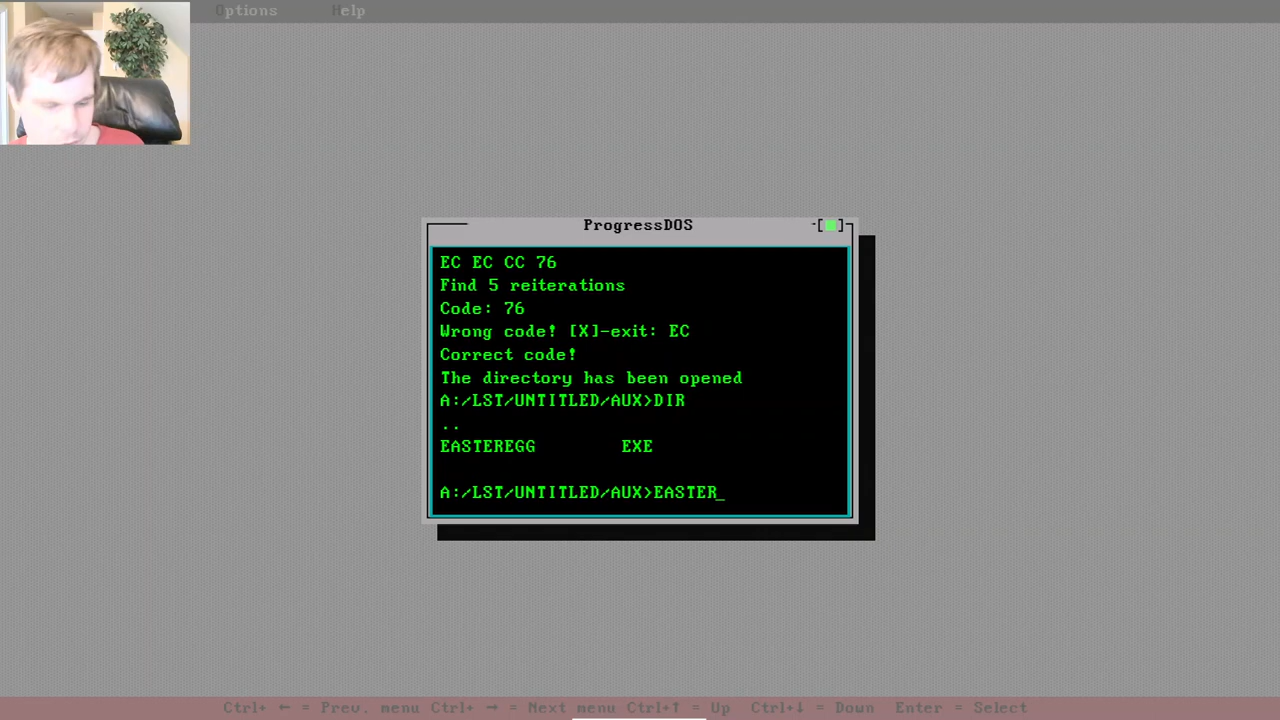 Options Help
ProgressDOS
EC EC CC 76
Find 5 reiterations
Code: 76
Wrong code! [X]-exit: EC
Correct code!
The directory has been opened
A:/LST/UNTITLED/AUX>DIR
..
EASTEREGG EXE
A:/LST/UNTITLED/AUX>EASTER_
Ctrl+ ← = Prev. menu Ctrl+ → = Next menu Ctrl+↑ = Up Ctrl+↓ = Down Enter = Select